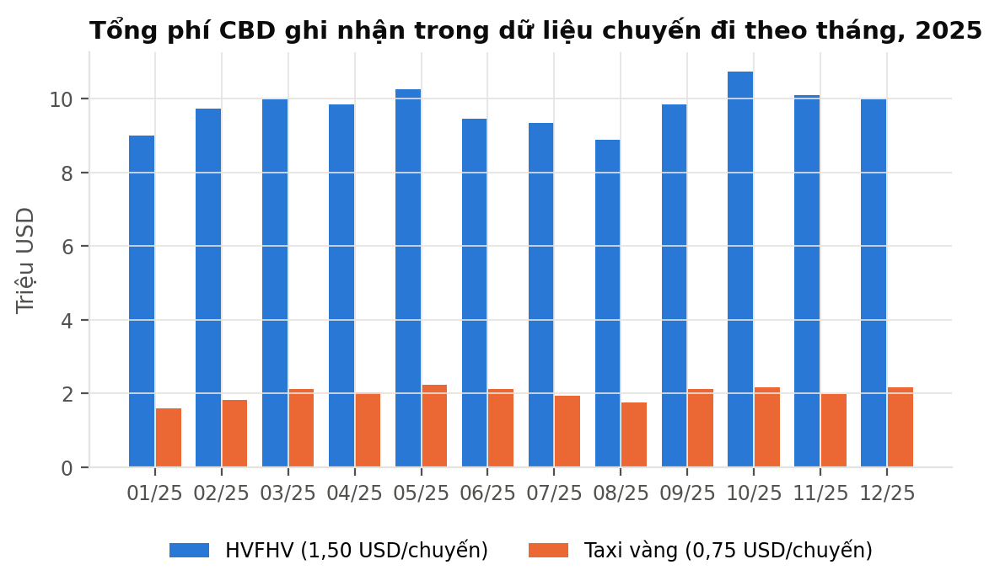 Tổng phí CBD ghi nhận trong dữ liệu chuyến đi theo tháng, 2025
Triệu USD
10
8
6
4
2
0
01/25 02/25 03/25 04/25 05/25 06/25 07/25 08/25 09/25 10/25 11/25 12/25
HVFHV (1,50 USD/chuyến) Taxi vàng (0,75 USD/chuyến)